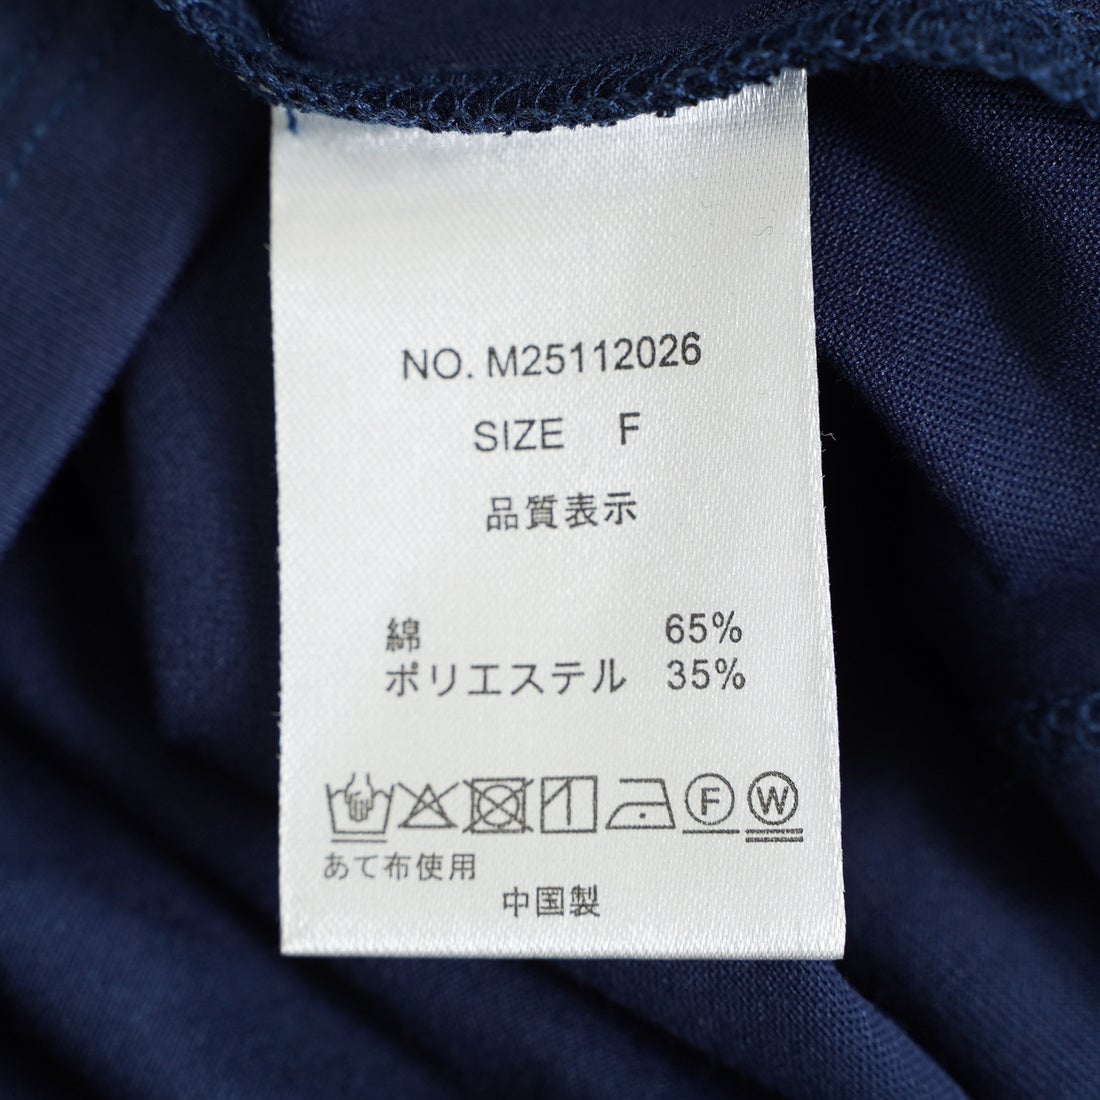 NO. M25112026
SIZE F
品質表示
綿 65%
ポリエステル 35%
F W
あて布使用
中国製